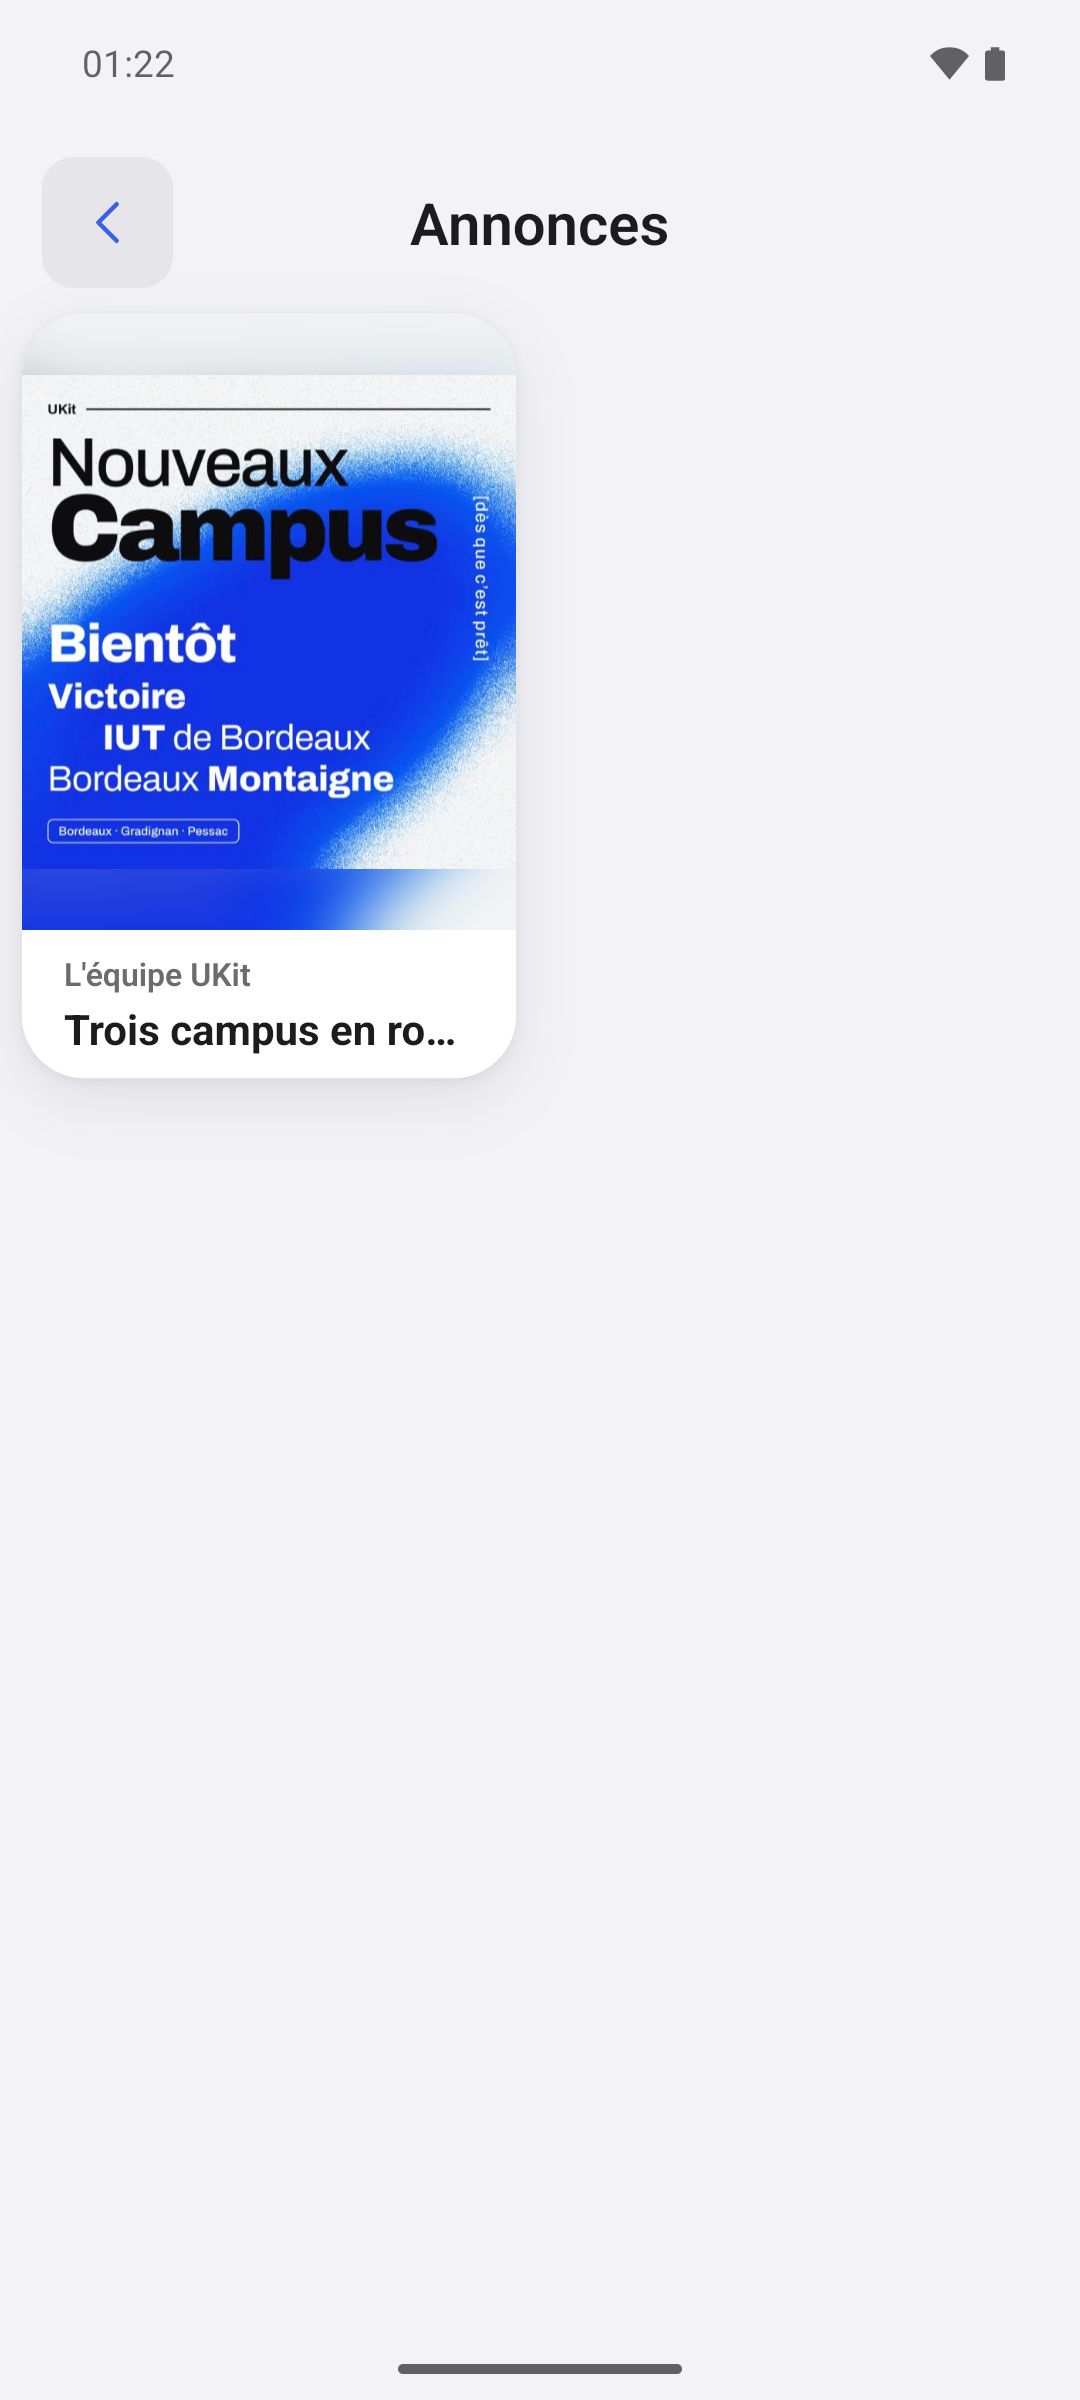 01:22
Annonces
UKit
Nouveaux
Campus
[dès que c'est prêt]
Bientôt
Victoire
IUT de Bordeaux
Bordeaux Montaigne
Bordeaux · Gradignan · Pessac
L'équipe UKit
Trois campus en ro...